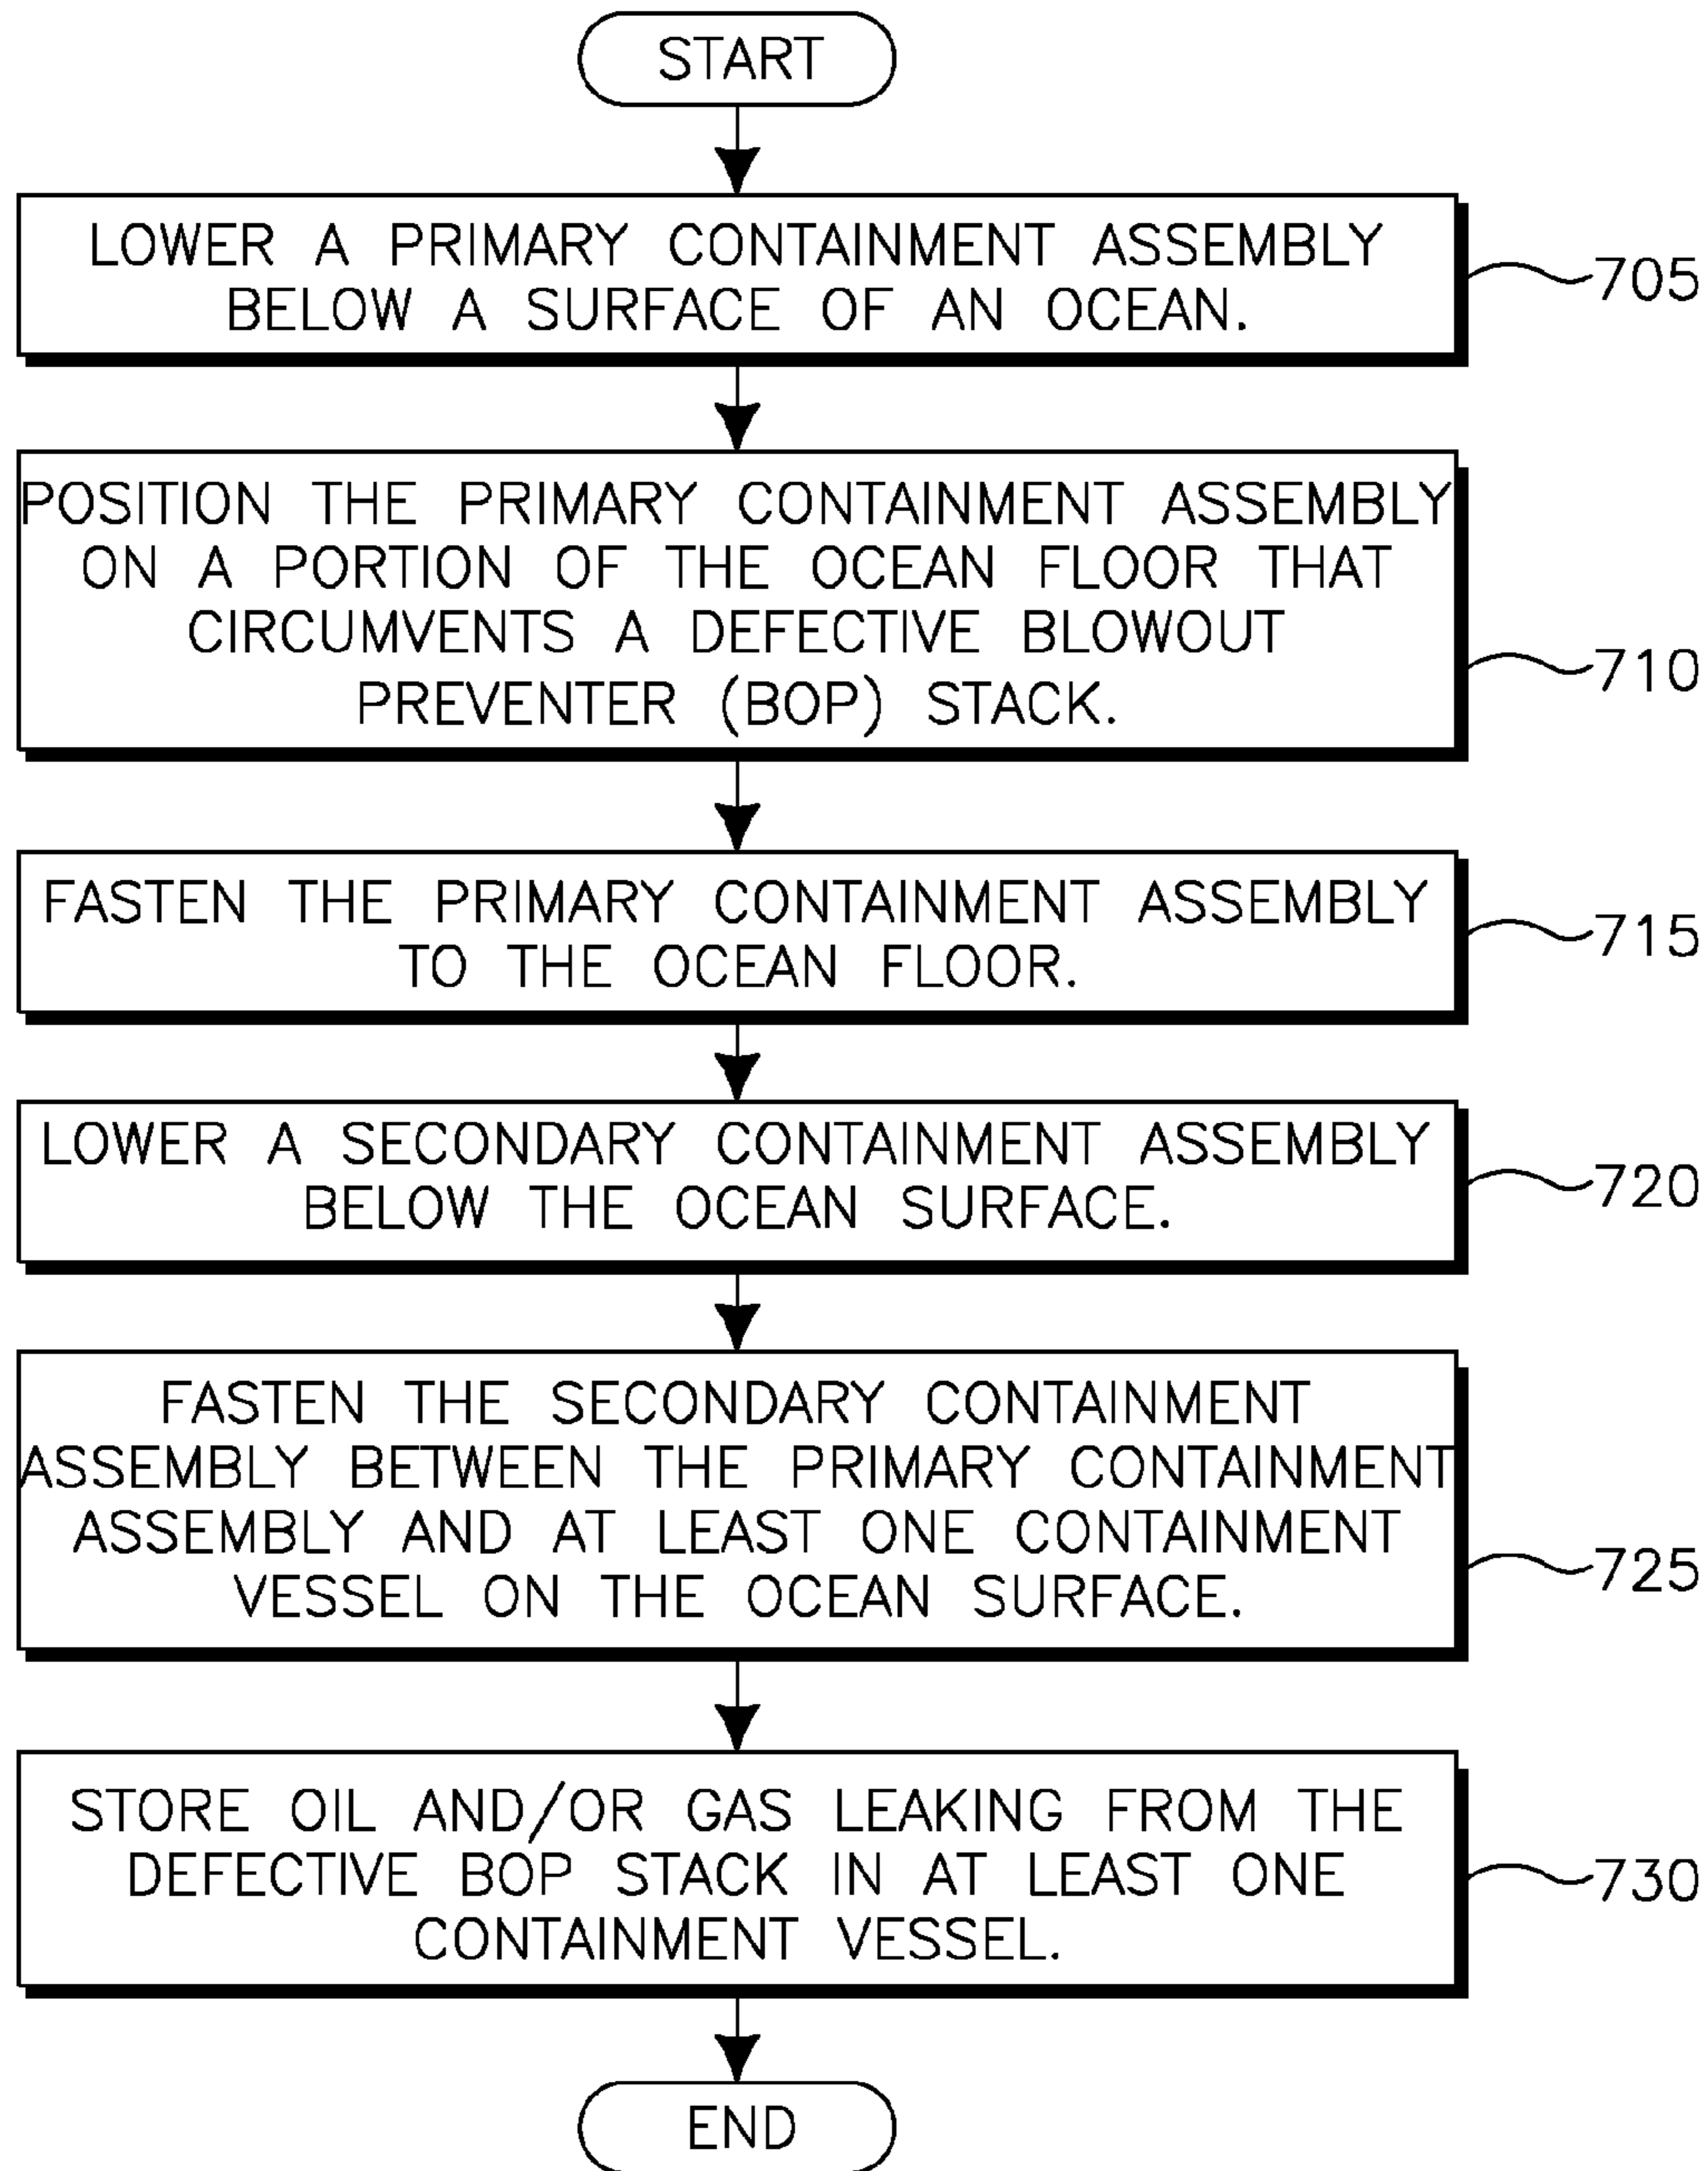 START
LOWER A PRIMARY CONTAINMENT ASSEMBLY
BELOW A SURFACE OF AN OCEAN.
705
POSITION THE PRIMARY CONTAINMENT ASSEMBLY
ON A PORTION OF THE OCEAN FLOOR THAT
CIRCUMVENTS A DEFECTIVE BLOWOUT
PREVENTER (BOP) STACK.
710
FASTEN THE PRIMARY CONTAINMENT ASSEMBLY
TO THE OCEAN FLOOR.
715
LOWER A SECONDARY CONTAINMENT ASSEMBLY
BELOW THE OCEAN SURFACE.
720
FASTEN THE SECONDARY CONTAINMENT
ASSEMBLY BETWEEN THE PRIMARY CONTAINMENT
ASSEMBLY AND AT LEAST ONE CONTAINMENT
VESSEL ON THE OCEAN SURFACE.
725
STORE OIL AND/OR GAS LEAKING FROM THE
DEFECTIVE BOP STACK IN AT LEAST ONE
CONTAINMENT VESSEL.
730
END